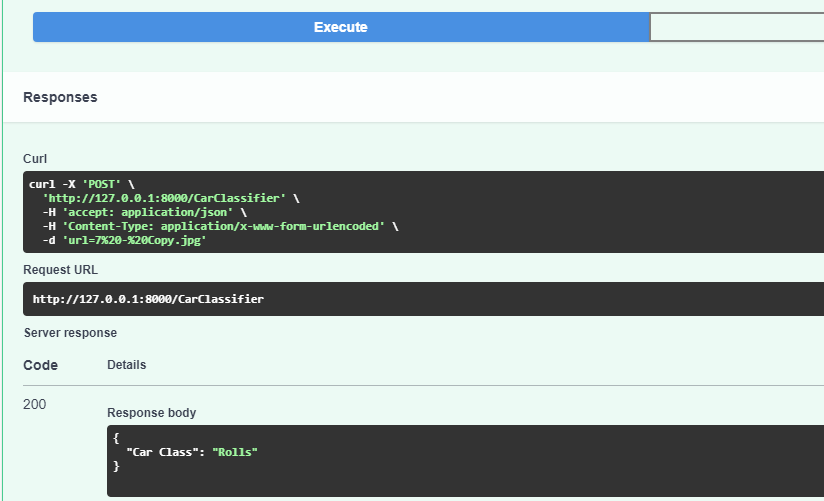 Execute
Responses
Curl
curl -X 'POST' \
  'http://127.0.0.1:8000/CarClassifier' \
  -H 'accept: application/json' \
  -H 'Content-Type: application/x-www-form-urlencoded' \
  -d 'url=7%20-%20Copy.jpg'
Request URL
http://127.0.0.1:8000/CarClassifier
Server response
Code Details
200
Response body
{
  "Car Class": "Rolls"
}